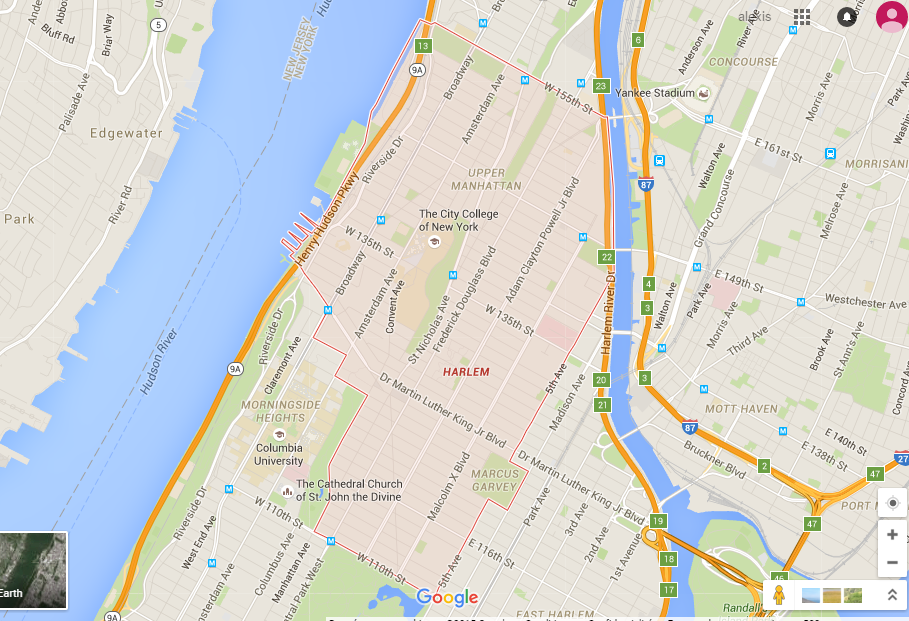 Bluff Rd
Briar Way
5
NEW JERSEY
NEW YORK
13
9A
Broadway
Amsterdam Ave
W 155th St
23
6
Anderson Ave
River Ave
alexis
CONCOURSE
Yankee Stadium
Morris Ave
Palisade Ave
Edgewater
River Rd
Park
Riverside Dr
UPPER
MANHATTAN
Walton Ave
E 161st St
MORRISANI
87
The City College
of New York
Adam Clayton Powell Jr Blvd
Grand Concourse
Melrose Ave
Henry Hudson Pkwy
W 135th St
Broadway
Amsterdam Ave
Convent Ave
St Nicholas Ave
Frederick Douglass Blvd
W 135th St
22
4
3
E 149th St
Westchester Ave
Walton Ave
Park Ave
Morris Ave
Third Ave
Brook Ave
St Ann's Ave
Harlem River Dr
Hudson River
Riverside Dr
Claremont Ave
9A
HARLEM
5th Ave
Madison Ave
20
21
3
MOTT HAVEN
Concord Ave
Dr Martin Luther King Jr Blvd
MORNINGSIDE
HEIGHTS
Columbia
University
The Cathedral Church
of St. John the Divine
Malcolm X Blvd
MARCUS
GARVEY
Dr Martin Luther King Jr Blvd
87
Bruckner Blvd
E 140th St
E 138th St
2
47
27
PORT M
47
Riverside Dr
West End Ave
W 110th St
Columbus Ave
Manhattan Ave
W 110th St
5th Ave
E 116th St
Park Ave
3rd Ave
2nd Ave
1st Avenue
19
18
17
46
Earth
9A
Google
EAST HARLEM
Randall